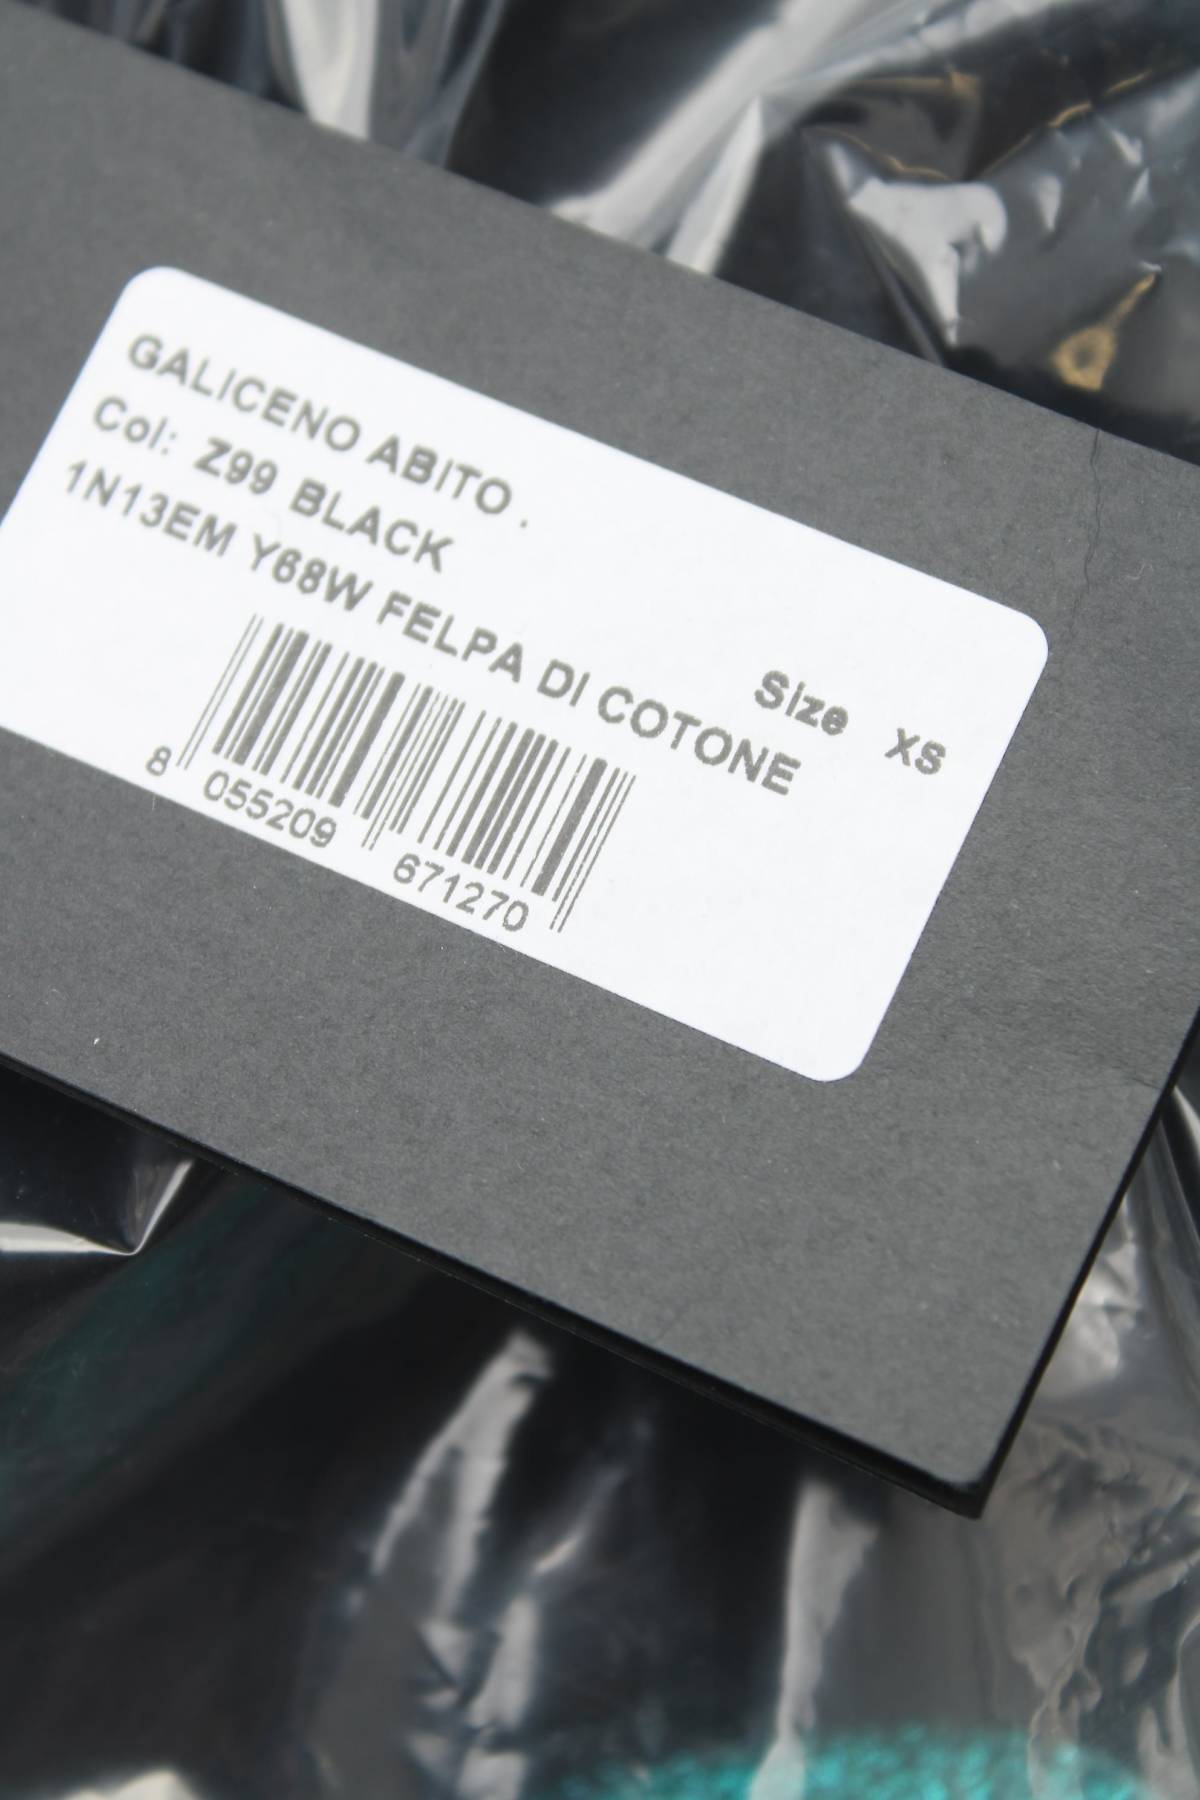 GALICENO ABITO .
Col: Z99 BLACK
Size XS
1N13EM Y68W FELPA DI COTONE
8 055209 671270